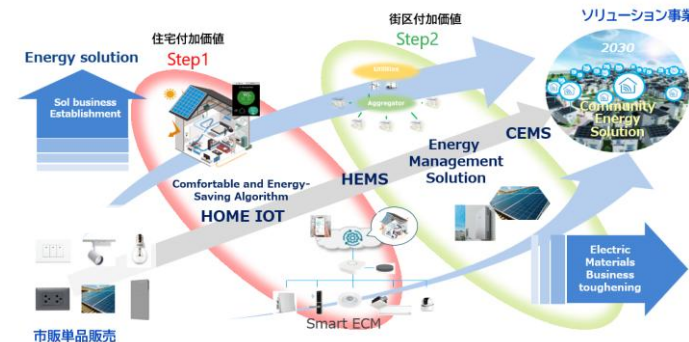 ソリューション事業
住宅付加価値
Step1
街区付加価値
Step2
2030
Energy solution
Sol business
Establishment
Utilities
Aggregator
Community
Energy
Solution
CEMS
Energy
Management
Solution
HEMS
Comfortable and Energy-
Saving Algorithm
HOME IOT
Electric
Materials
Business
toughening
Smart ECM
市販単品販売